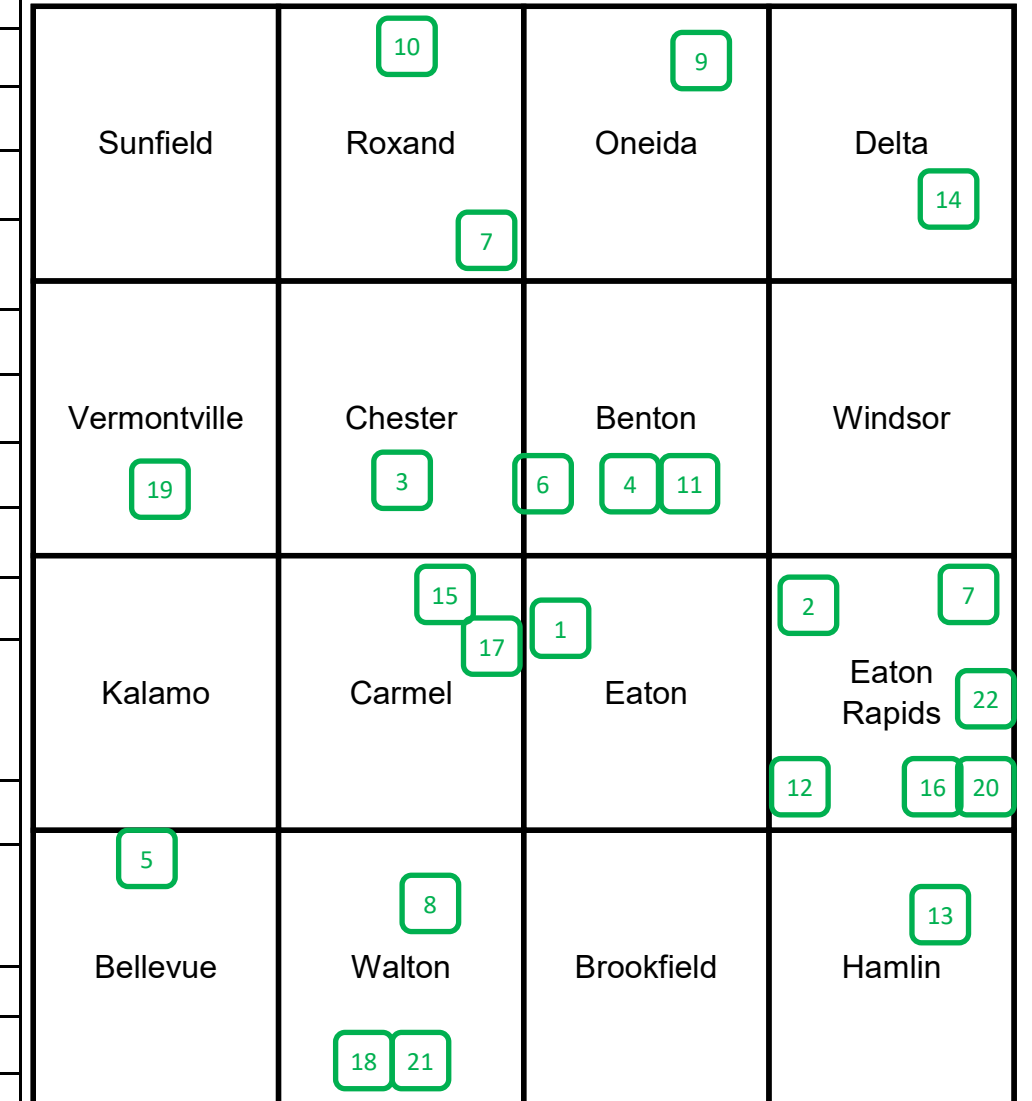 10
9
Sunfield
Roxand
Oneida
Delta
14
7
Vermontville
Chester
Benton
Windsor
19
3
6
4
11
15
17
1
2
7
Kalamo
Carmel
Eaton
Eaton
Rapids
22
12
16
20
5
8
13
Bellevue
Walton
Brookfield
Hamlin
18
21